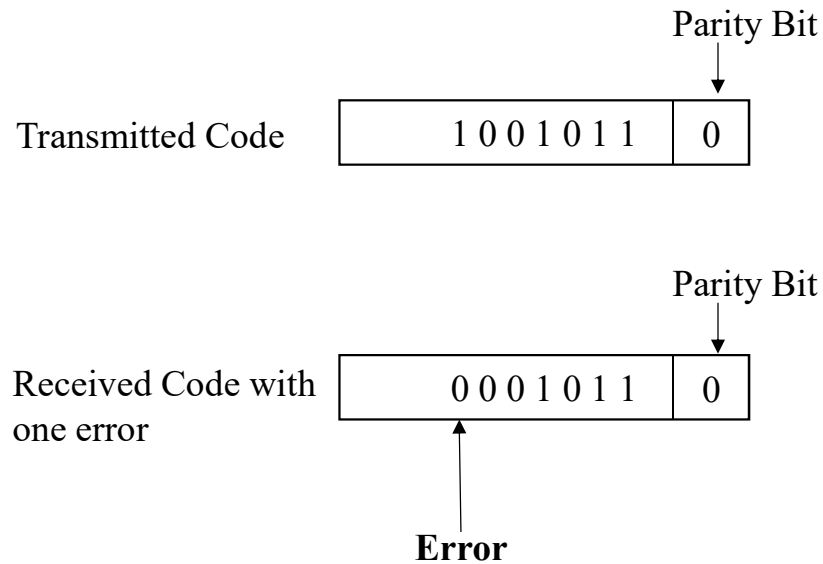 Parity Bit
Transmitted Code
1 0 0 1 0 1 1
0
Parity Bit
Received Code with
one error
0 0 0 1 0 1 1
0
Error